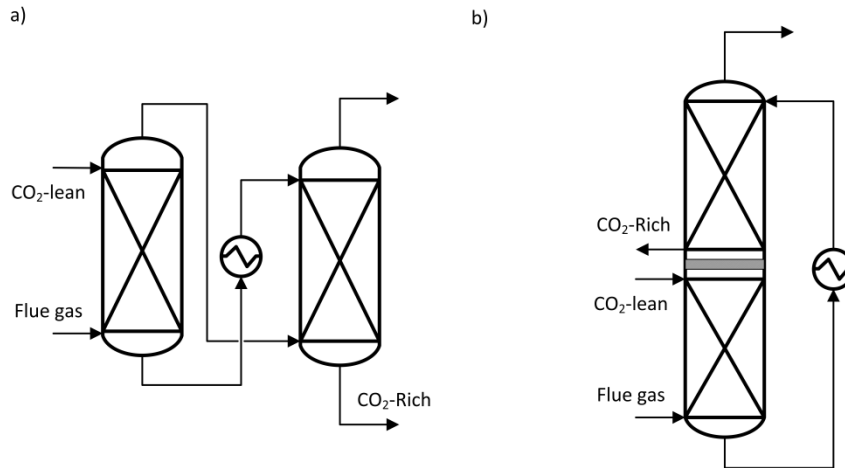 a)
CO₂-lean
Flue gas
CO₂-Rich
b)
CO₂-Rich
CO₂-lean
Flue gas